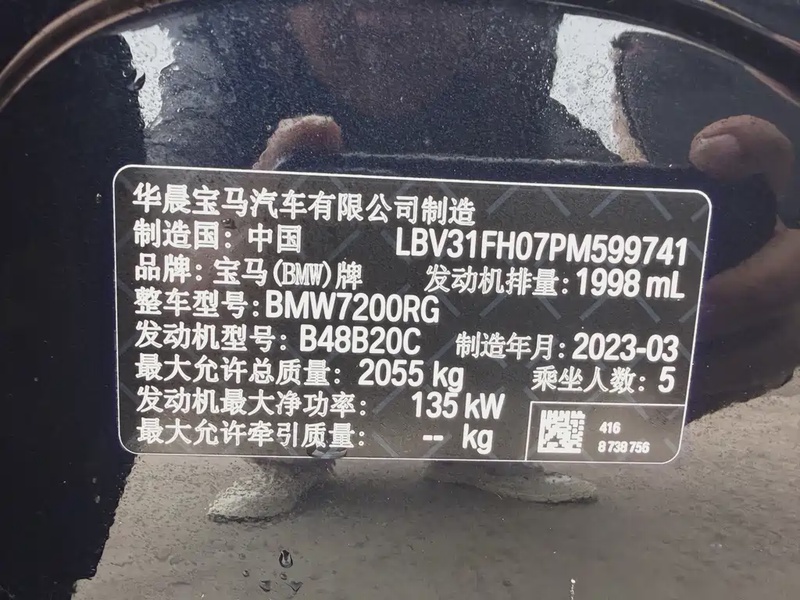 华晨宝马汽车有限公司制造
制造国：中国 LBV31FH07PM599741
品牌：宝马(BMW)牌 发动机排量：1998 mL
整车型号：BMW7200RG
发动机型号：B48B20C 制造年月：2023-03
最大允许总质量：2055 kg 乘坐人数：5
发动机最大净功率：135 kW
最大允许牵引质量：-- kg
416
8 738 756